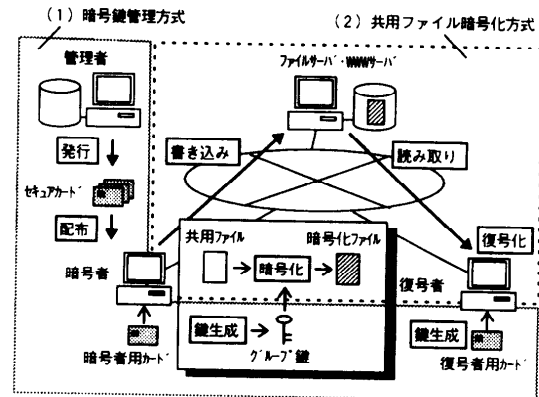 (1) 暗号鍵管理方式
(2) 共用ファイル暗号化方式
管理者
ﾌｧｲﾙｻｰﾊﾞ・WWWｻｰﾊﾞ
発行
書き込み
読み取り
ｾｷｭｱｶｰﾄﾞ
配布
暗号者
共用ファイル
暗号化ファイル
暗号化
復号化
復号者
鍵生成
ｸﾞﾙｰﾌﾟ鍵
鍵生成
暗号者用ｶｰﾄﾞ
復号者用ｶｰﾄﾞ